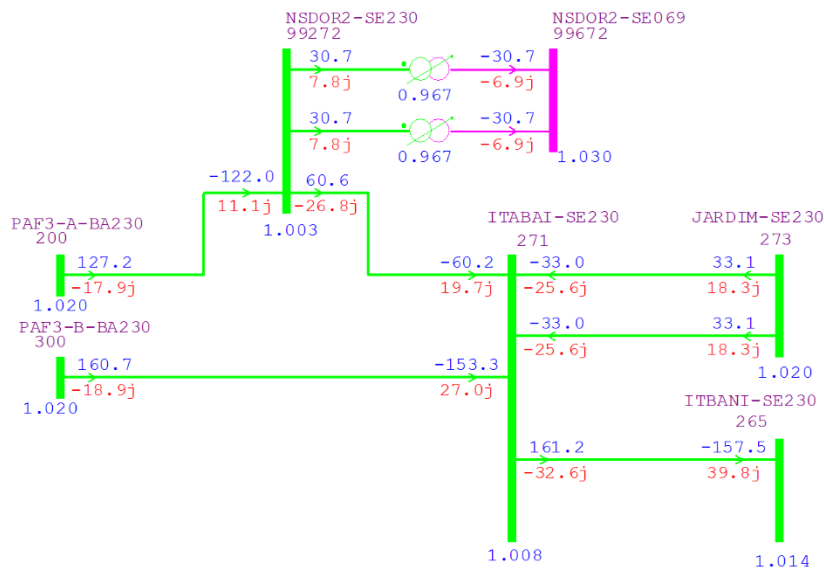 NSDOR2-SE230 NSDOR2-SE069
99272 99672
30.7 -30.7
7.8j -6.9j
0.967
30.7 -30.7
7.8j -6.9j
0.967
1.030
-122.0 60.6
11.1j -26.8j
1.003
PAF3-A-BA230 ITABAI-SE230 JARDIM-SE230
200 271 273
127.2 -60.2 -33.0 33.1
-17.9j 19.7j -25.6j 18.3j
1.020
PAF3-B-BA230 -33.0 33.1
300 -25.6j 18.3j
160.7 -153.3 1.020
-18.9j 27.0j
1.020 ITBANI-SE230
265
161.2 -157.5
-32.6j 39.8j
1.008 1.014